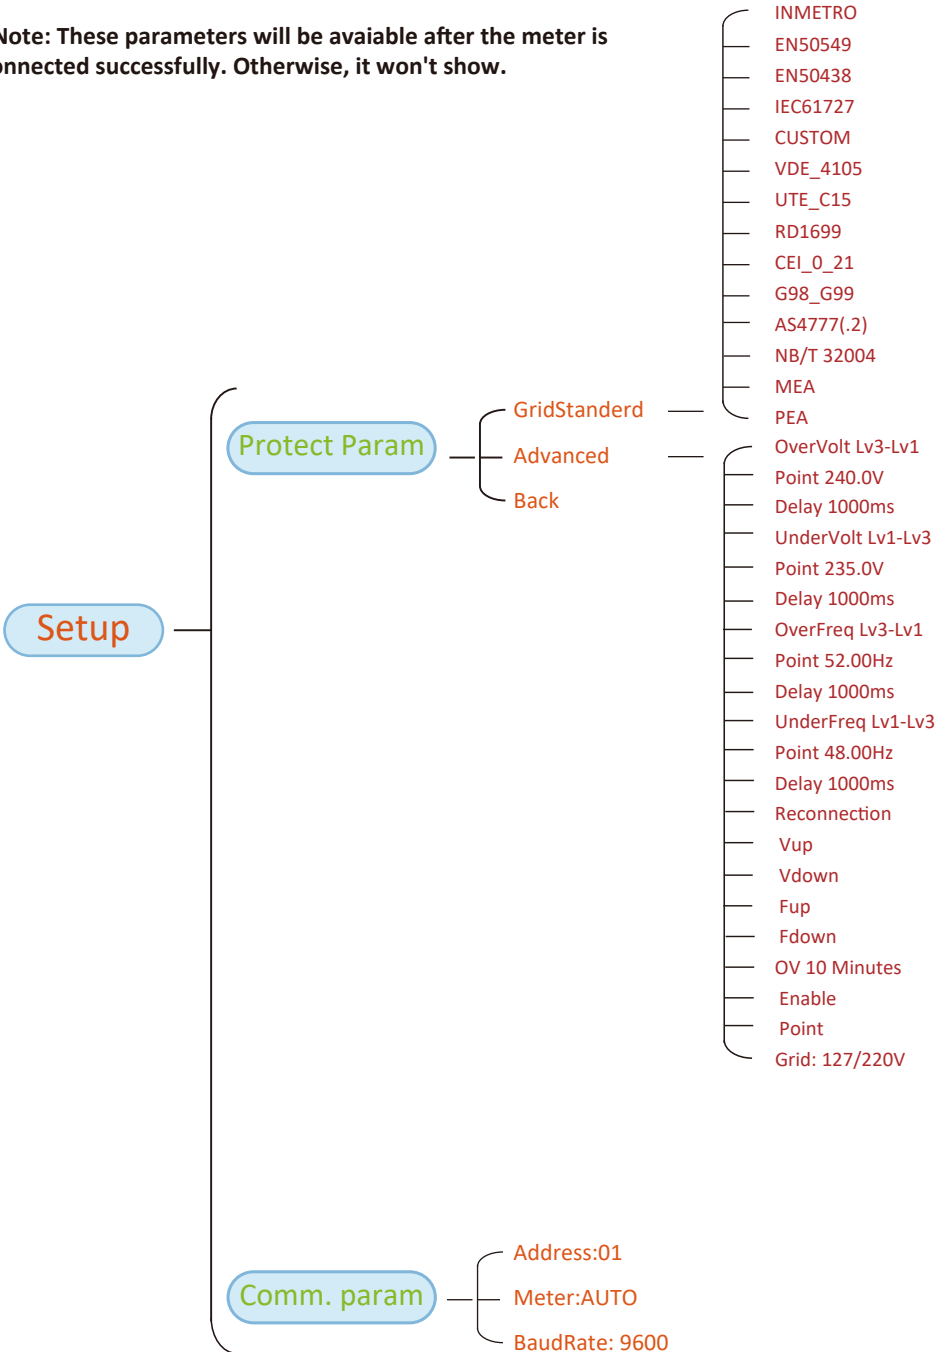 Note: These parameters will be avaiable after the meter is
onnected successfully. Otherwise, it won't show.
INMETRO
EN50549
EN50438
IEC61727
CUSTOM
VDE_4105
UTE_C15
RD1699
CEI_0_21
G98_G99
AS4777(.2)
NB/T 32004
MEA
PEA
GridStanderd
Protect Param
Advanced
Back
OverVolt Lv3-Lv1
Point 240.0V
Delay 1000ms
UnderVolt Lv1-Lv3
Point 235.0V
Delay 1000ms
OverFreq Lv3-Lv1
Point 52.00Hz
Delay 1000ms
UnderFreq Lv1-Lv3
Point 48.00Hz
Delay 1000ms
Reconnection
Vup
Vdown
Fup
Fdown
OV 10 Minutes
Enable
Point
Grid: 127/220V
Setup
Comm. param
Address:01
Meter:AUTO
BaudRate: 9600